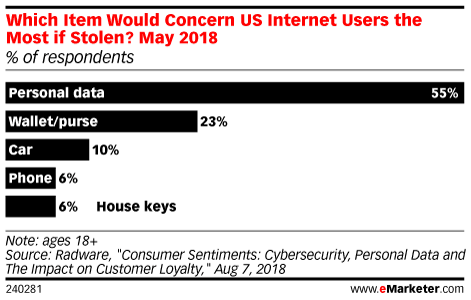 Which Item Would Concern US Internet Users the
Most if Stolen? May 2018
% of respondents
Personal data 55%
Wallet/purse 23%
Car 10%
Phone 6%
6% House keys
Note: ages 18+
Source: Radware, "Consumer Sentiments: Cybersecurity, Personal Data and
The Impact on Customer Loyalty," Aug 7, 2018
240281 www.eMarketer.com